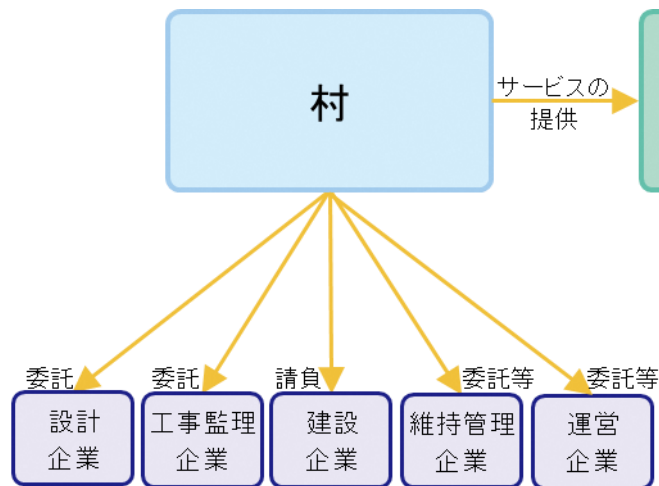 村
サービスの
提供
委託
委託
請負
委託等
委託等
設計
企業
工事監理
企業
建設
企業
維持管理
企業
運営
企業